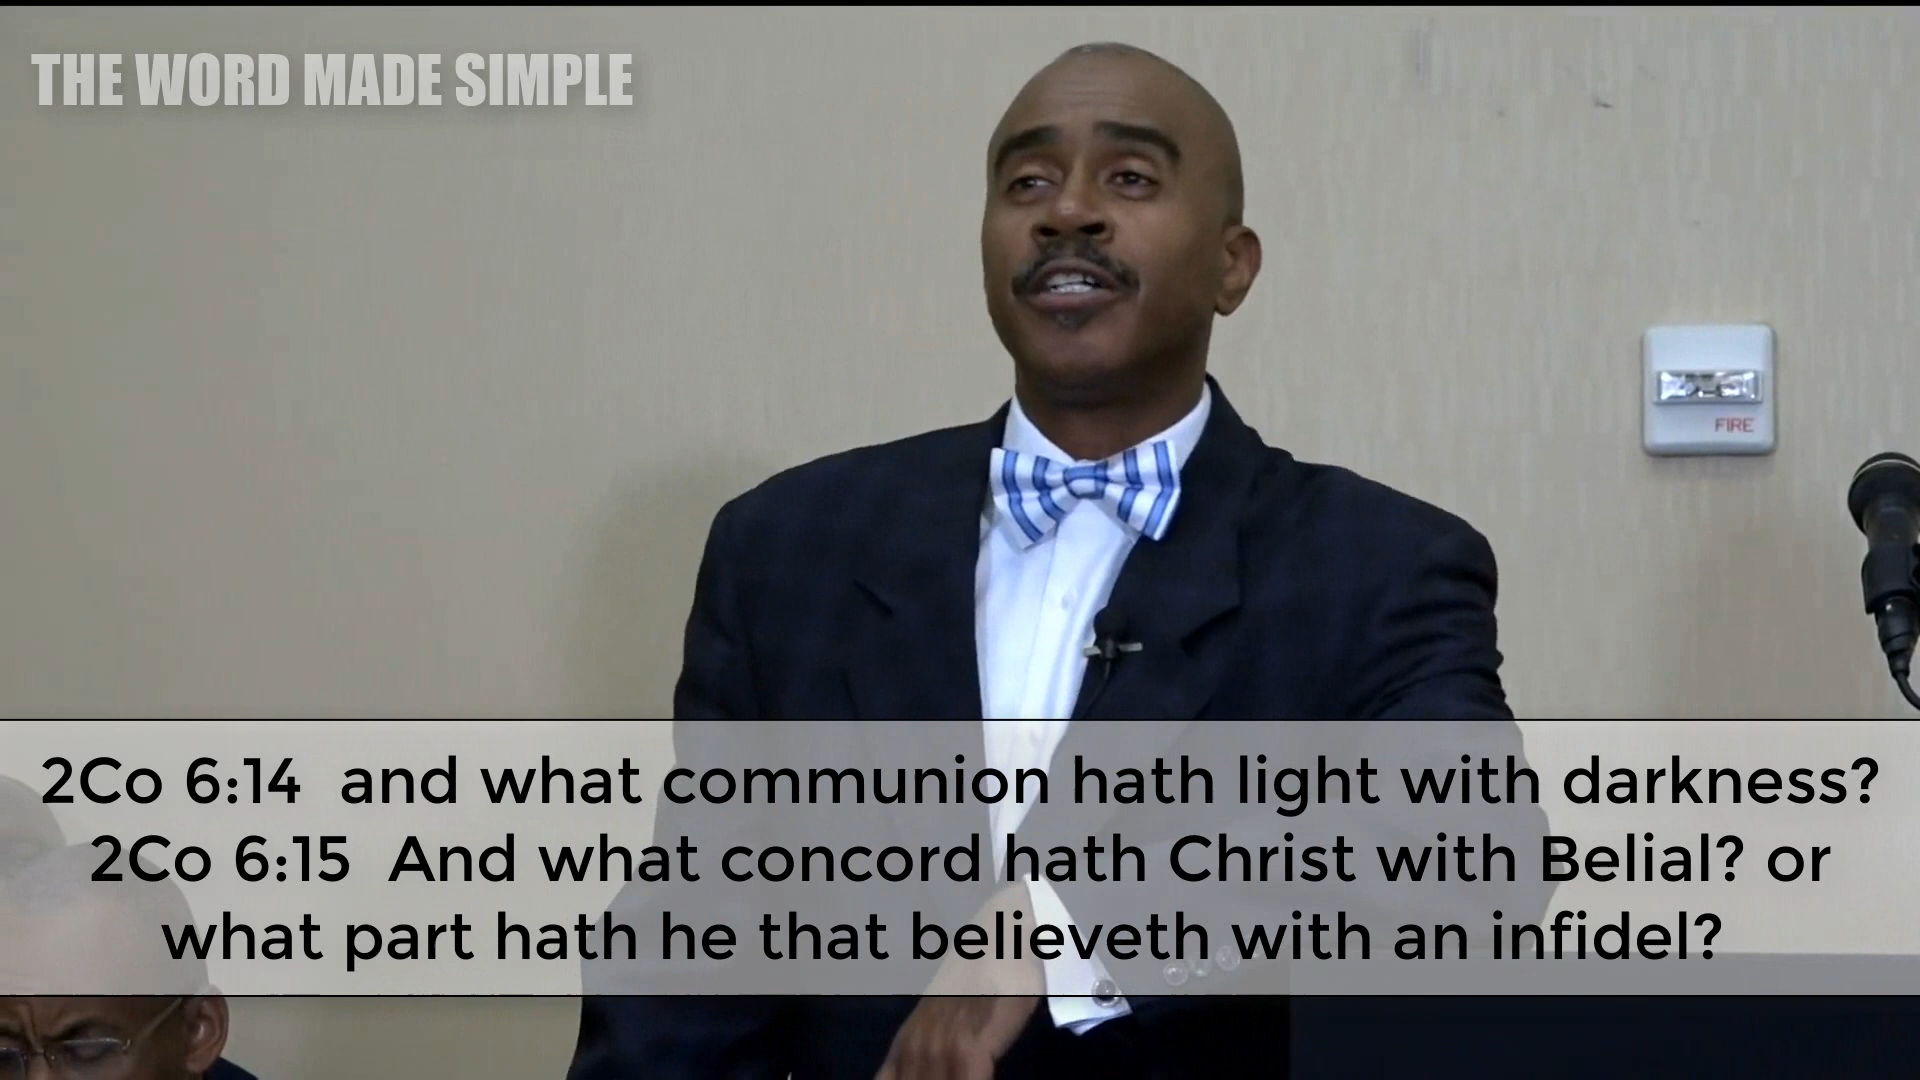 THE WORD MADE SIMPLE
FIRE
2Co 6:14 and what communion hath light with darkness?
2Co 6:15 And what concord hath Christ with Belial? or
what part hath he that believeth with an infidel?